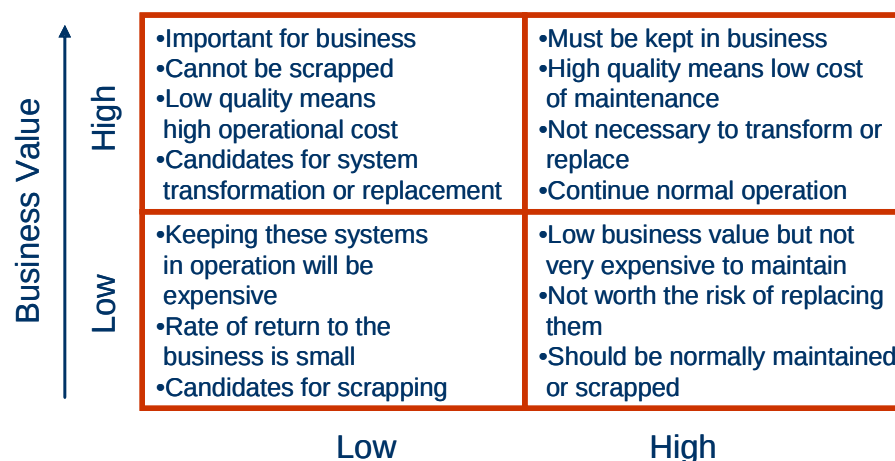 •Important for business
•Cannot be scrapped
•Low quality means
high operational cost
•Candidates for system
transformation or replacement
•Must be kept in business
•High quality means low cost
of maintenance
•Not necessary to transform or
replace
•Continue normal operation
•Keeping these systems
in operation will be
expensive
•Rate of return to the
business is small
•Candidates for scrapping
•Low business value but not
very expensive to maintain
•Not worth the risk of replacing
them
•Should be normally maintained
or scrapped
Business Value
High
Low
Low
High